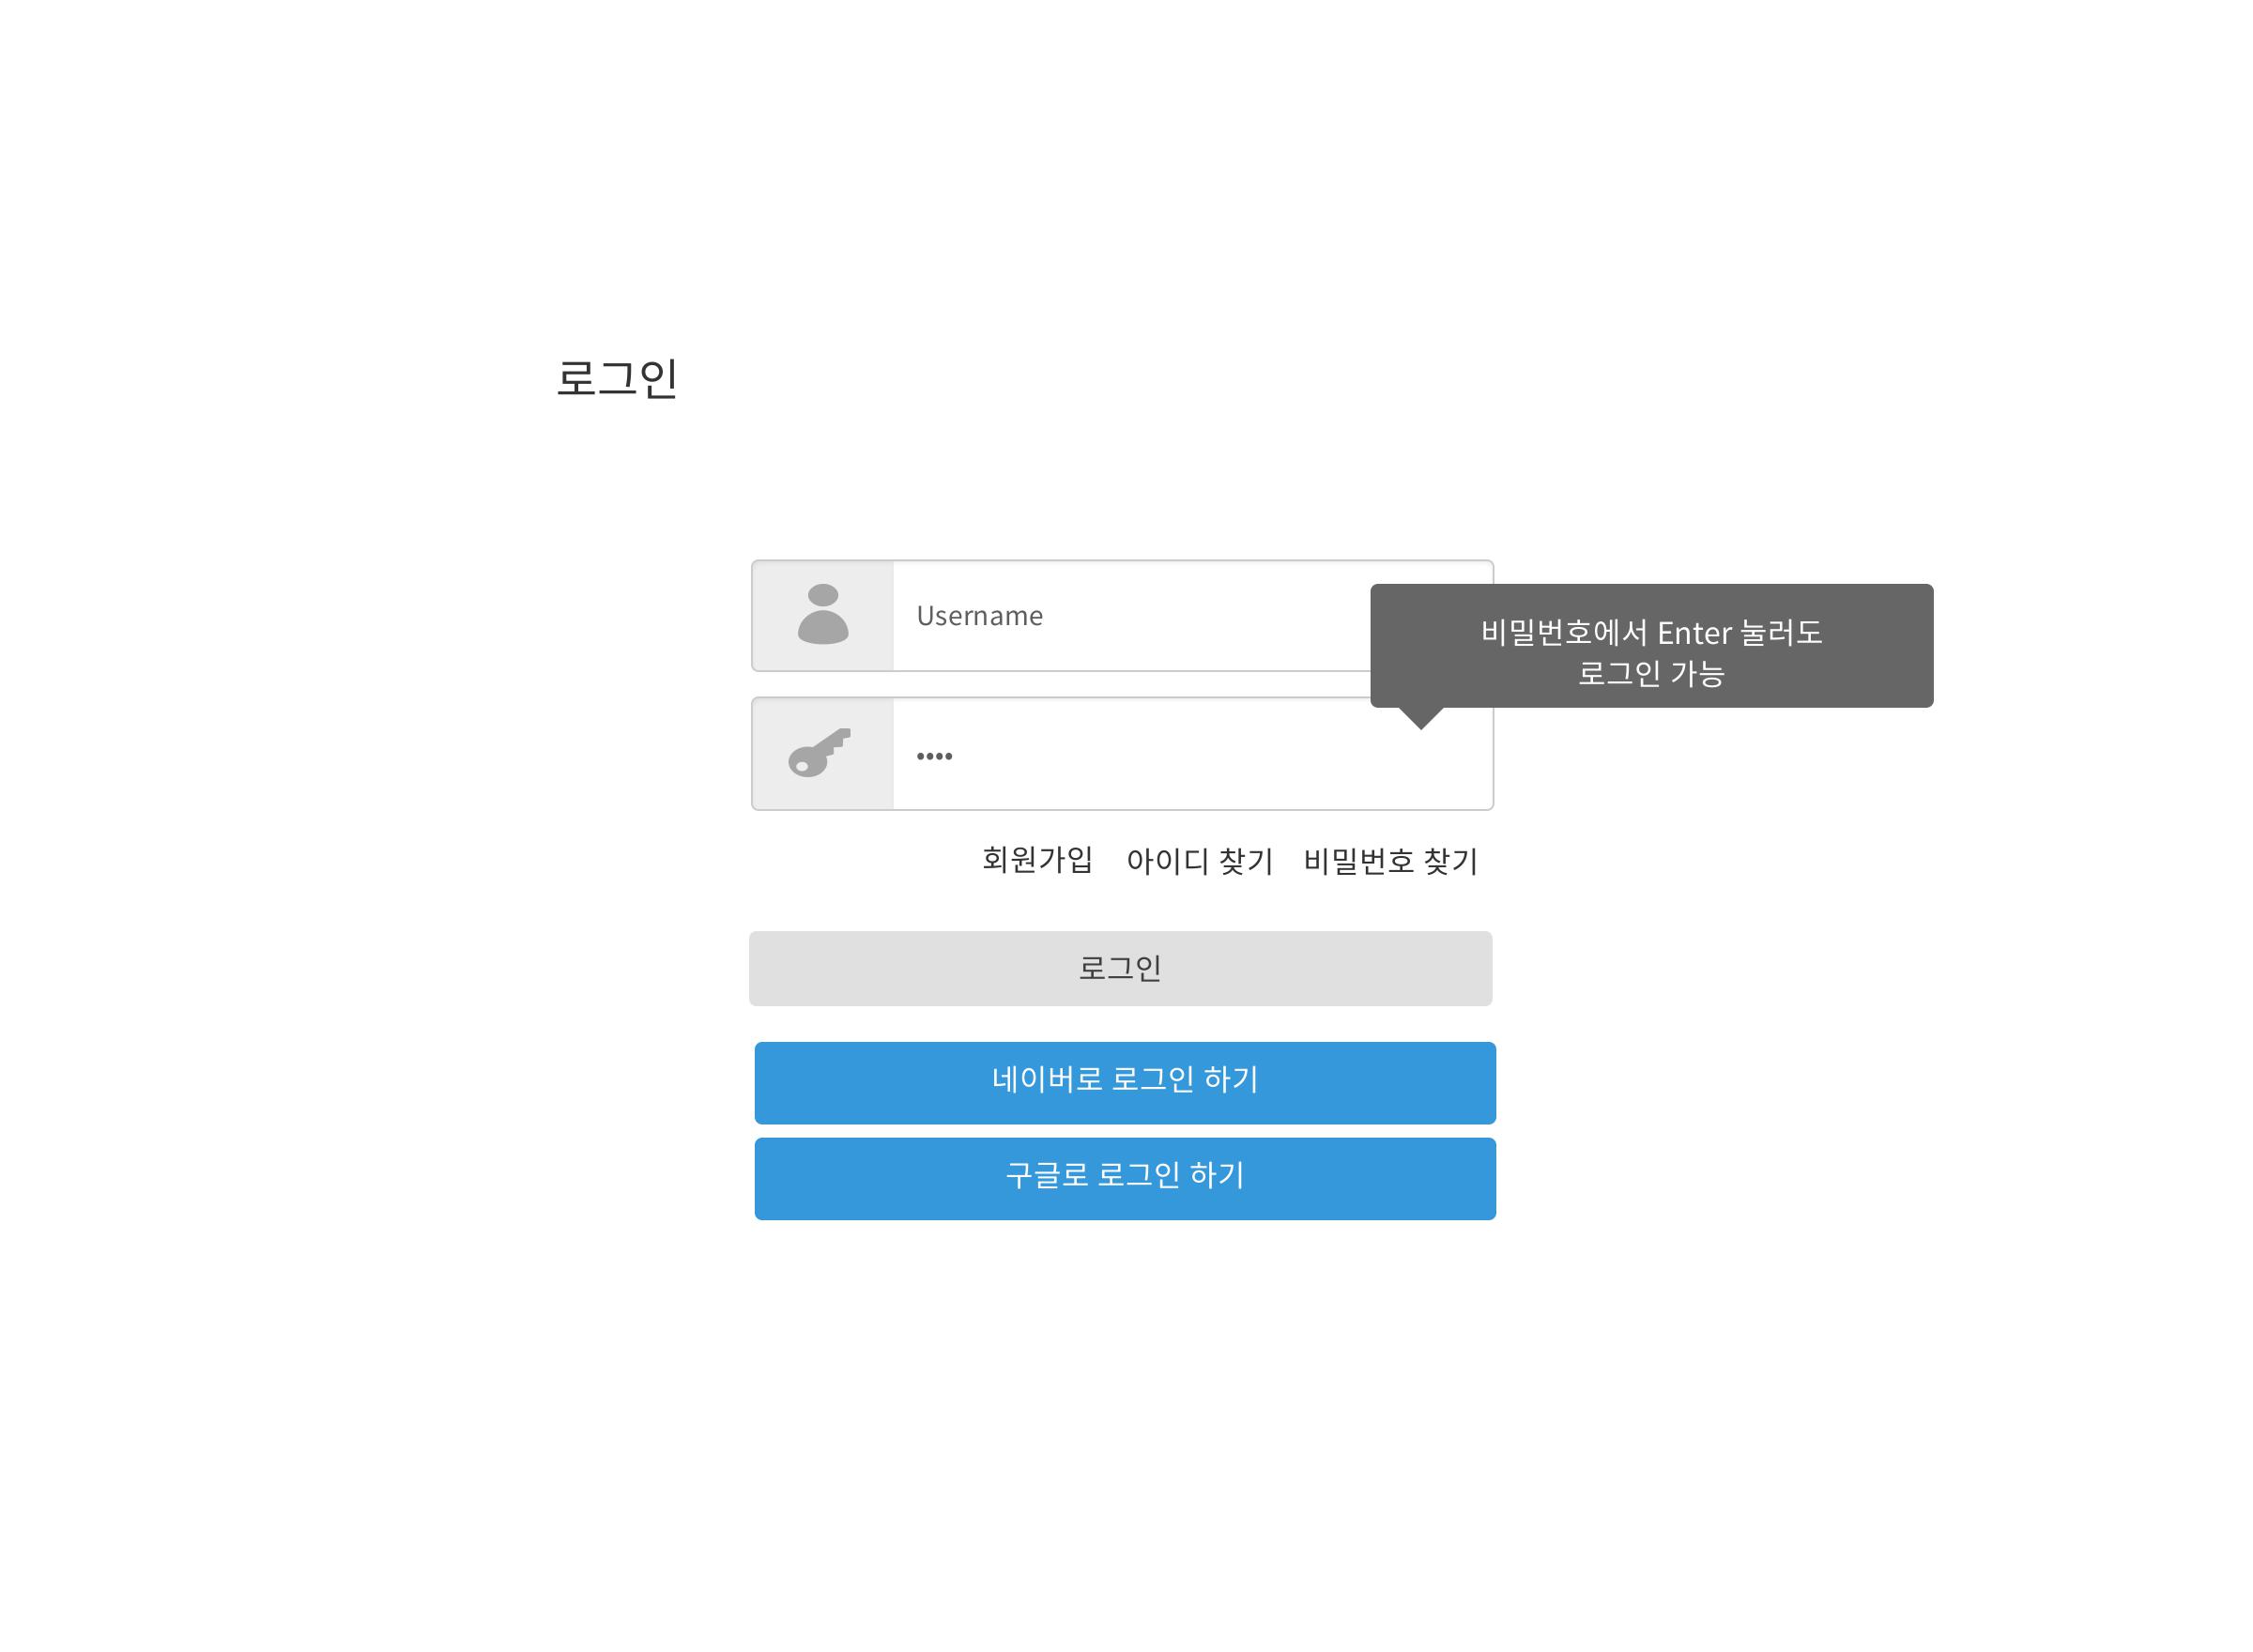 로그인
Username
비밀번호에서 Enter 눌러도
로그인 가능
••••
회원가입 아이디 찾기 비밀번호 찾기
로그인
네이버로 로그인 하기
구글로 로그인 하기